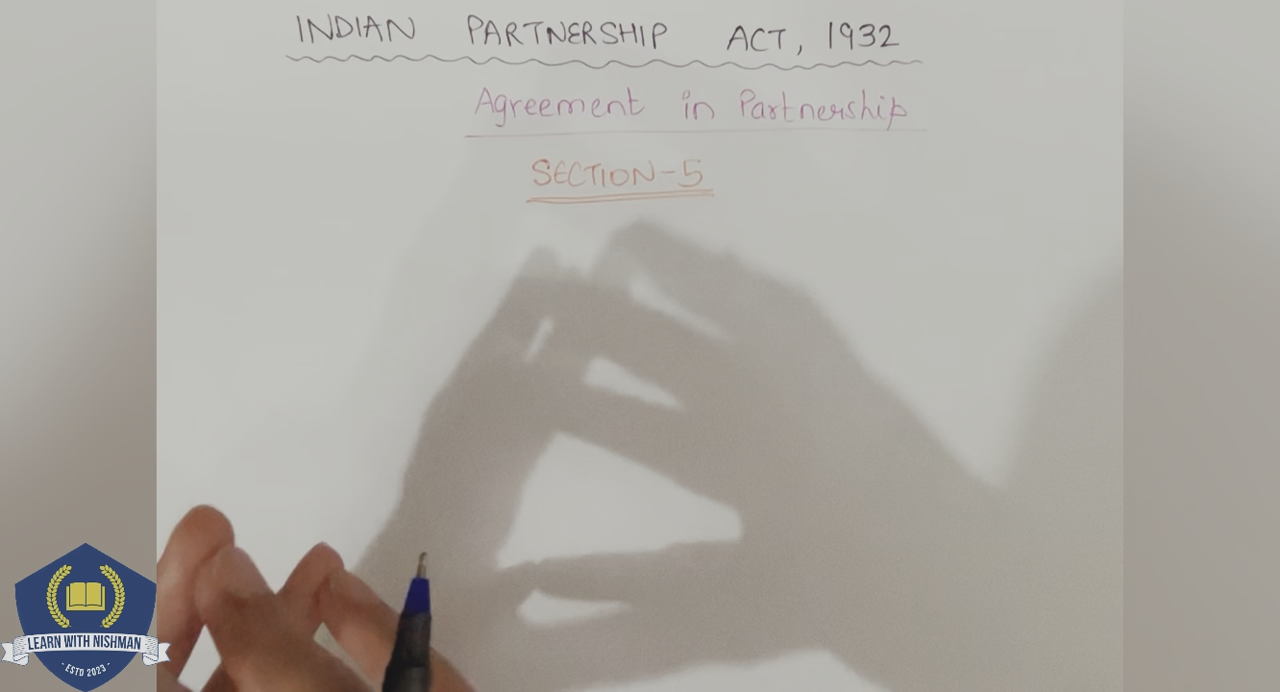 INDIAN PARTNERSHIP ACT, 1932
Agreement in Partnership
SECTION-5
LEARN WITH NISHMAN
- ESTD 2023 -